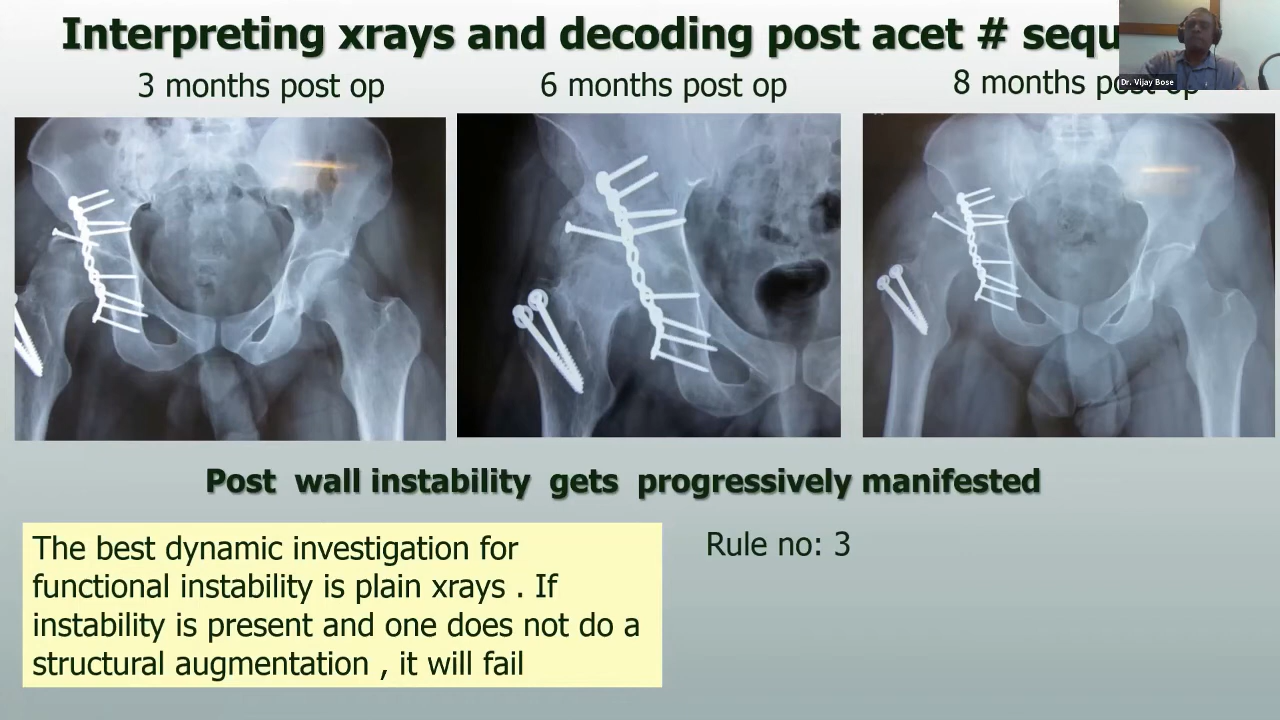 Interpreting xrays and decoding post acet # sequ
Dr. Vijay Bose
3 months post op
6 months post op
8 months post op
Post wall instability gets progressively manifested
The best dynamic investigation for
functional instability is plain xrays . If
instability is present and one does not do a
structural augmentation , it will fail
Rule no: 3